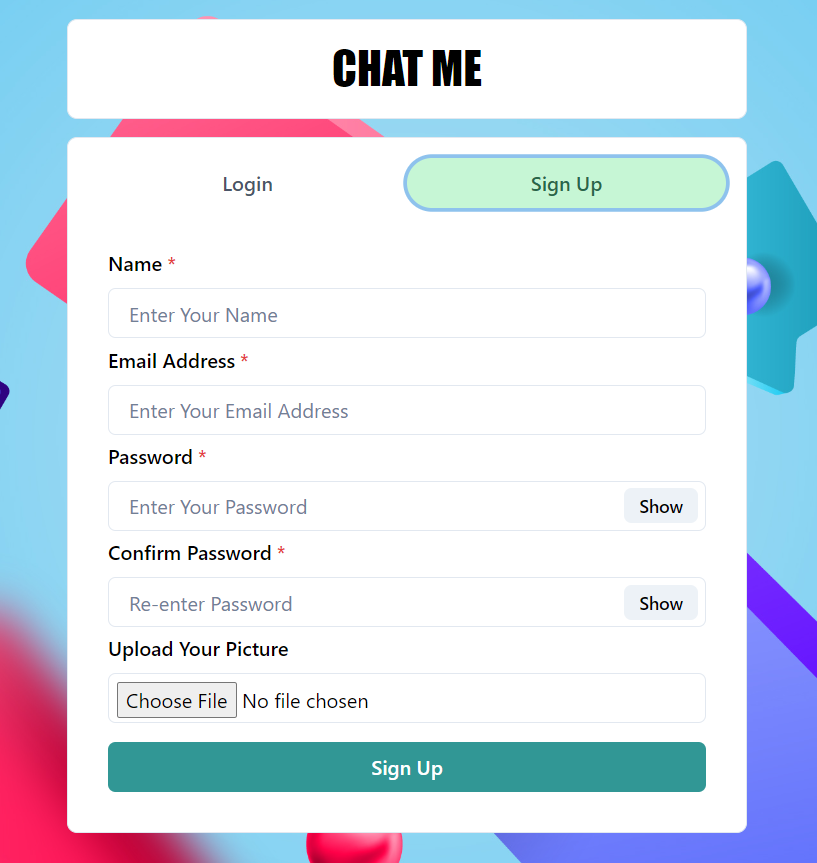 CHAT ME
Login Sign Up
Name *
Enter Your Name
Email Address *
Enter Your Email Address
Password *
Enter Your Password Show
Confirm Password *
Re-enter Password Show
Upload Your Picture
Choose File No file chosen
Sign Up